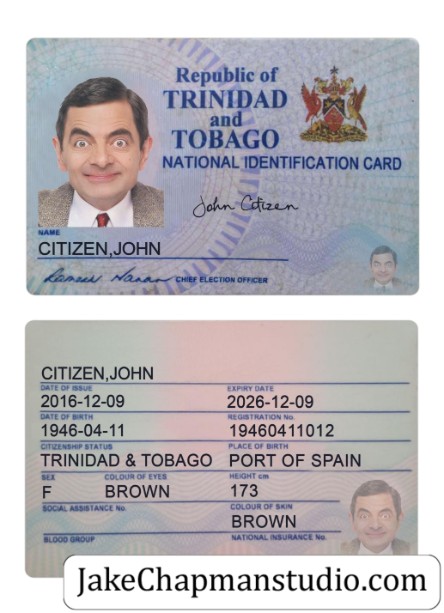 Republic of
TRINIDAD
and
TOBAGO
NATIONAL IDENTIFICATION CARD
John Citizen
NAME
CITIZEN,JOHN
CHIEF ELECTION OFFICER
CITIZEN,JOHN
DATE OF ISSUE EXPIRY DATE
2016-12-09 2026-12-09
DATE OF BIRTH REGISTRATION No.
1946-04-11 19460411012
CITIZENSHIP STATUS PLACE OF BIRTH
TRINIDAD & TOBAGO PORT OF SPAIN
SEX COLOUR OF EYES HEIGHT cm
F BROWN 173
SOCIAL ASSISTANCE No. COLOUR OF SKIN
BROWN
BLOOD GROUP NATIONAL INSURANCE No.
JakeChapmanstudio.com